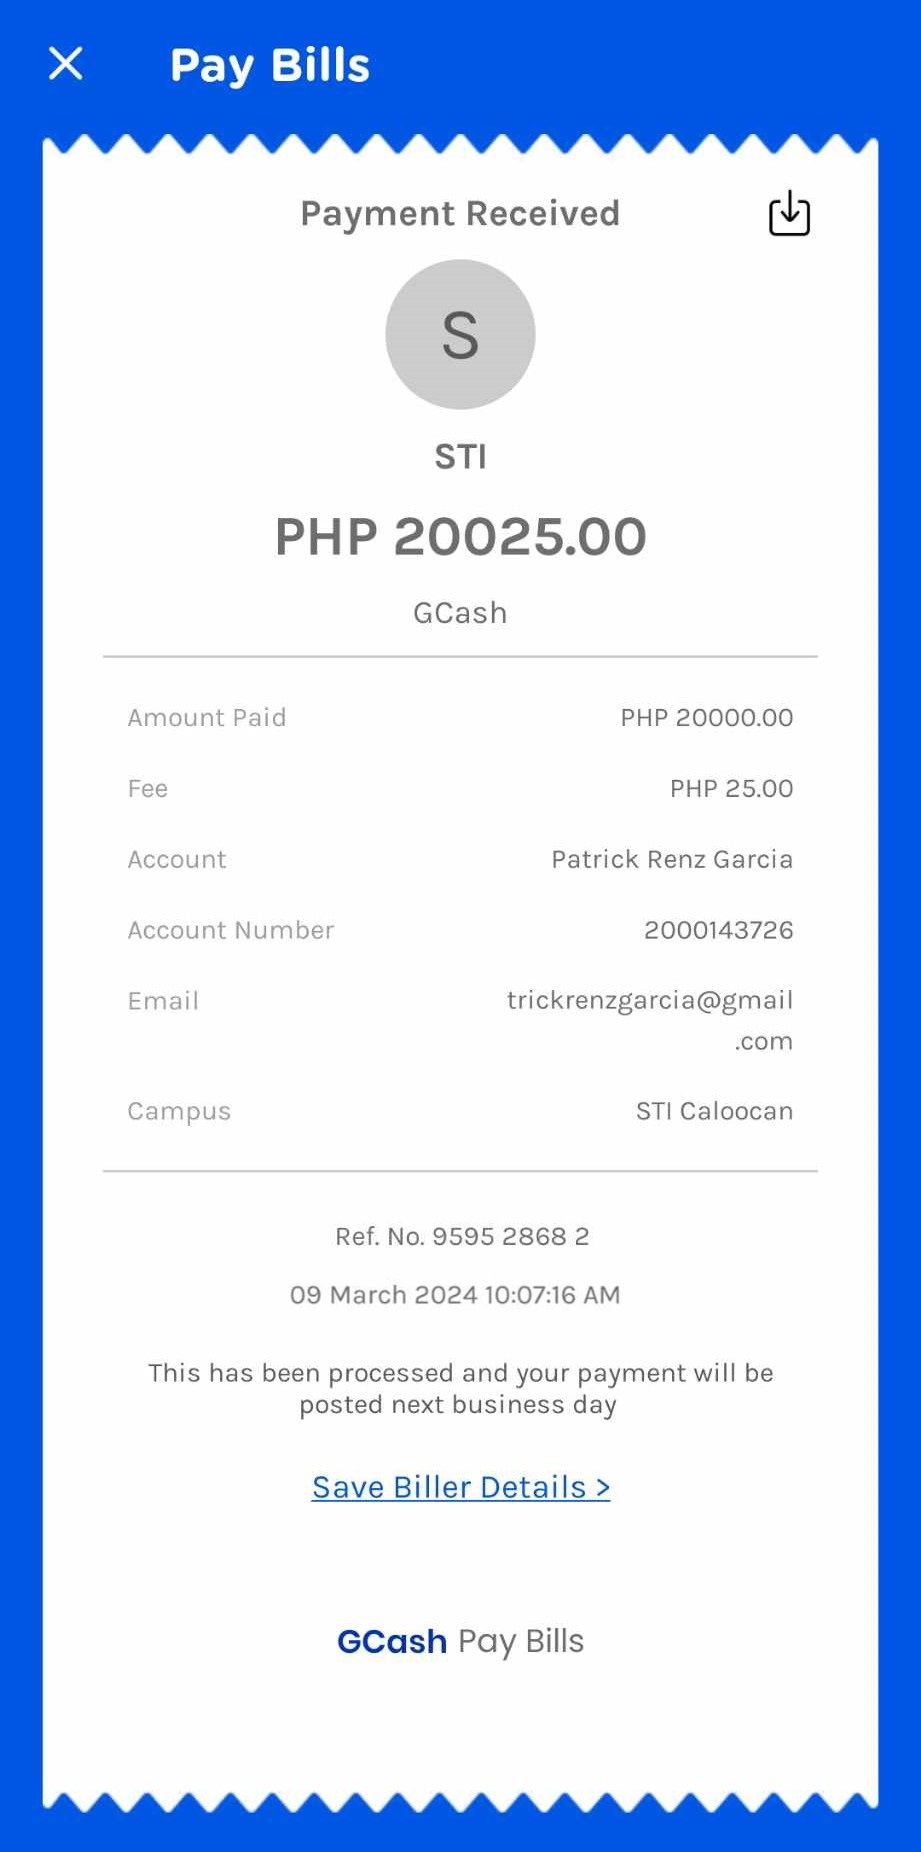 Pay Bills
Payment Received
S
STI
PHP 20025.00
GCash
Amount Paid PHP 20000.00
Fee PHP 25.00
Account Patrick Renz Garcia
Account Number 2000143726
Email trickrenzgarcia@gmail
.com
Campus STI Caloocan
Ref. No. 9595 2868 2
09 March 2024 10:07:16 AM
This has been processed and your payment will be
posted next business day
Save Biller Details >
GCash Pay Bills